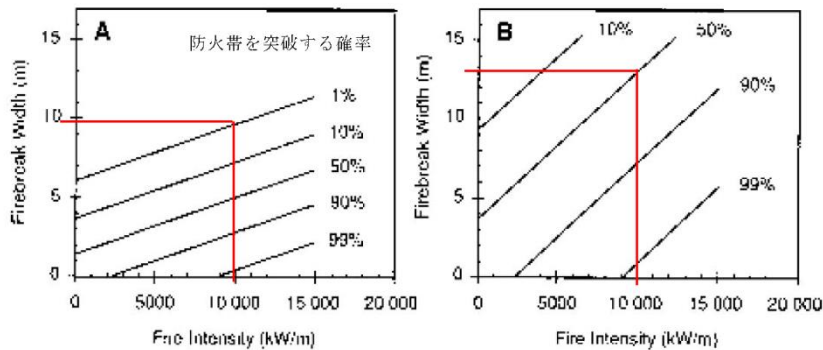 A
防火帯を突破する確率
15
10
5
0
Firebreak Width (m)
1%
10%
50%
90%
99%
0 5000 10 000 15 000 20 000
Fire Intensity (kW/m)
B
15
10
5
0
Firebreak Width (m)
10%
50%
90%
99%
0 5000 10 000 15 000 20 000
Fire Intensity (kW/m)